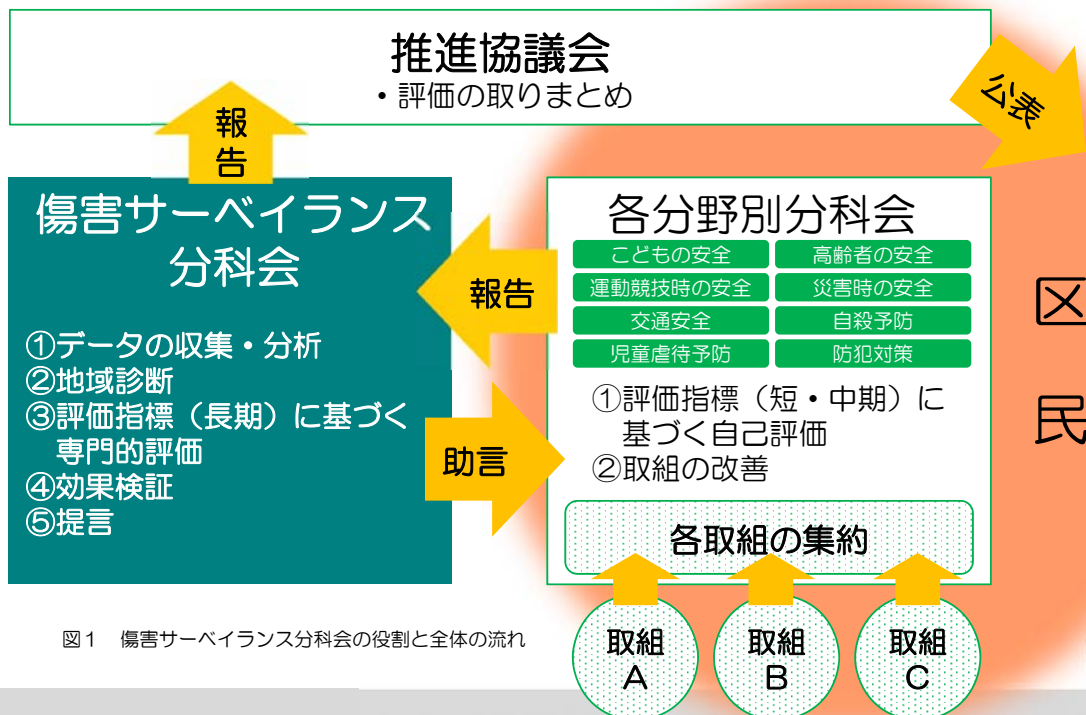 推進協議会
・評価の取りまとめ
公表
報
告
傷害サーベイランス
分科会
①データの収集・分析
②地域診断
③評価指標（長期）に基づく
専門的評価
④効果検証
⑤提言
報告
助言
各分野別分科会
こどもの安全
高齢者の安全
運動競技時の安全
災害時の安全
交通安全
自殺予防
児童虐待予防
防犯対策
①評価指標（短・中期）に
基づく自己評価
②取組の改善
各取組の集約
取組
A
取組
B
取組
C
区
民
図１　傷害サーベイランス分科会の役割と全体の流れ